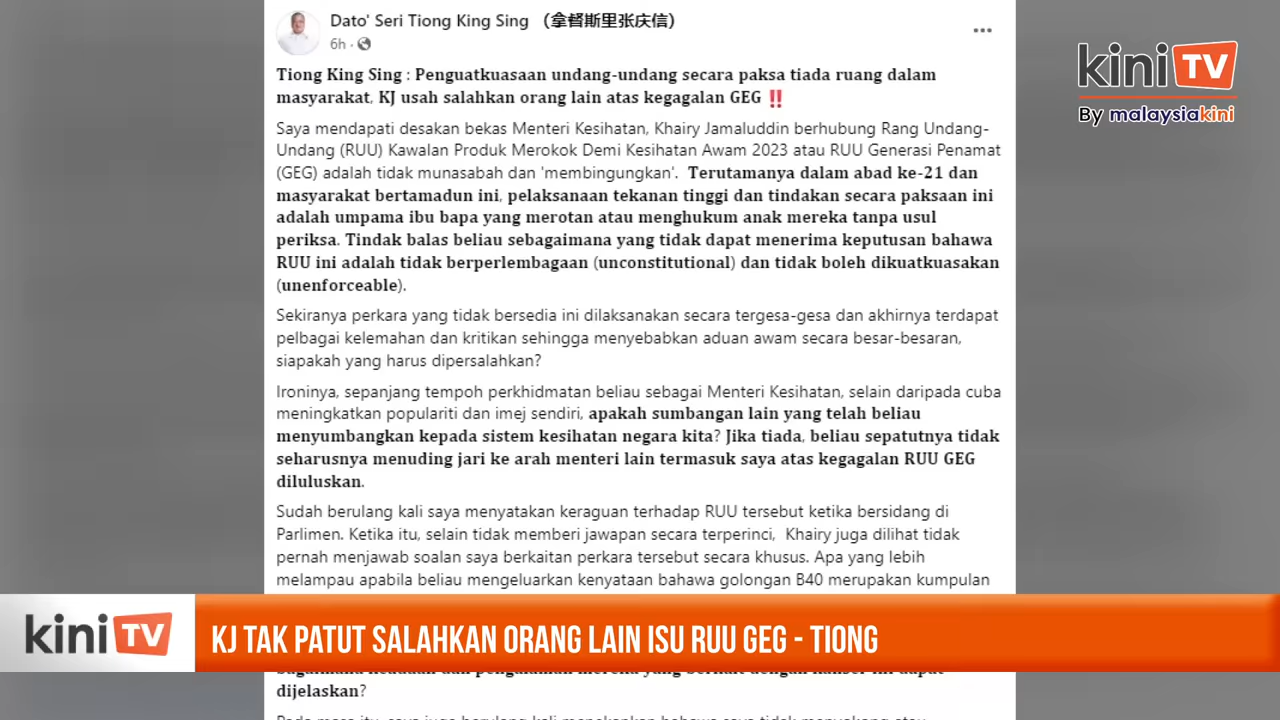 Dato' Seri Tiong King Sing （拿督斯里张庆信）
6h ·
kini TV
By malaysiakini
Tiong King Sing : Penguatkuasaan undang-undang secara paksa tiada ruang dalam
masyarakat, KJ usah salahkan orang lain atas kegagalan GEG ‼️
Saya mendapati desakan bekas Menteri Kesihatan, Khairy Jamaluddin berhubung Rang Undang-
Undang (RUU) Kawalan Produk Merokok Demi Kesihatan Awam 2023 atau RUU Generasi Penamat
(GEG) adalah tidak munasabah dan 'membingungkan'. Terutamanya dalam abad ke-21 dan
masyarakat bertamadun ini, pelaksanaan tekanan tinggi dan tindakan secara paksaan ini
adalah umpama ibu bapa yang merotan atau menghukum anak mereka tanpa usul
periksa. Tindak balas beliau sebagaimana yang tidak dapat menerima keputusan bahawa
RUU ini adalah tidak berperlembagaan (unconstitutional) dan tidak boleh dikuatkuasakan
(unenforceable).
Sekiranya perkara yang tidak bersedia ini dilaksanakan secara tergesa-gesa dan akhirnya terdapat
pelbagai kelemahan dan kritikan sehingga menyebabkan aduan awam secara besar-besaran,
siapakah yang harus dipersalahkan?
Ironinya, sepanjang tempoh perkhidmatan beliau sebagai Menteri Kesihatan, selain daripada cuba
meningkatkan populariti dan imej sendiri, apakah sumbangan lain yang telah beliau
menyumbangkan kepada sistem kesihatan negara kita? Jika tiada, beliau sepatutnya tidak
seharusnya menuding jari ke arah menteri lain termasuk saya atas kegagalan RUU GEG
diluluskan.
Sudah berulang kali saya menyatakan keraguan terhadap RUU tersebut ketika bersidang di
Parlimen. Ketika itu, selain tidak memberi jawapan secara terperinci, Khairy juga dilihat tidak
pernah menjawab soalan saya berkaitan perkara tersebut secara khusus. Apa yang lebih
melampau apabila beliau mengeluarkan kenyataan bahawa golongan B40 merupakan kumpulan
kini TV
KJ TAK PATUT SALAHKAN ORANG LAIN ISU RUU GEG - TIONG
dijelaskan?